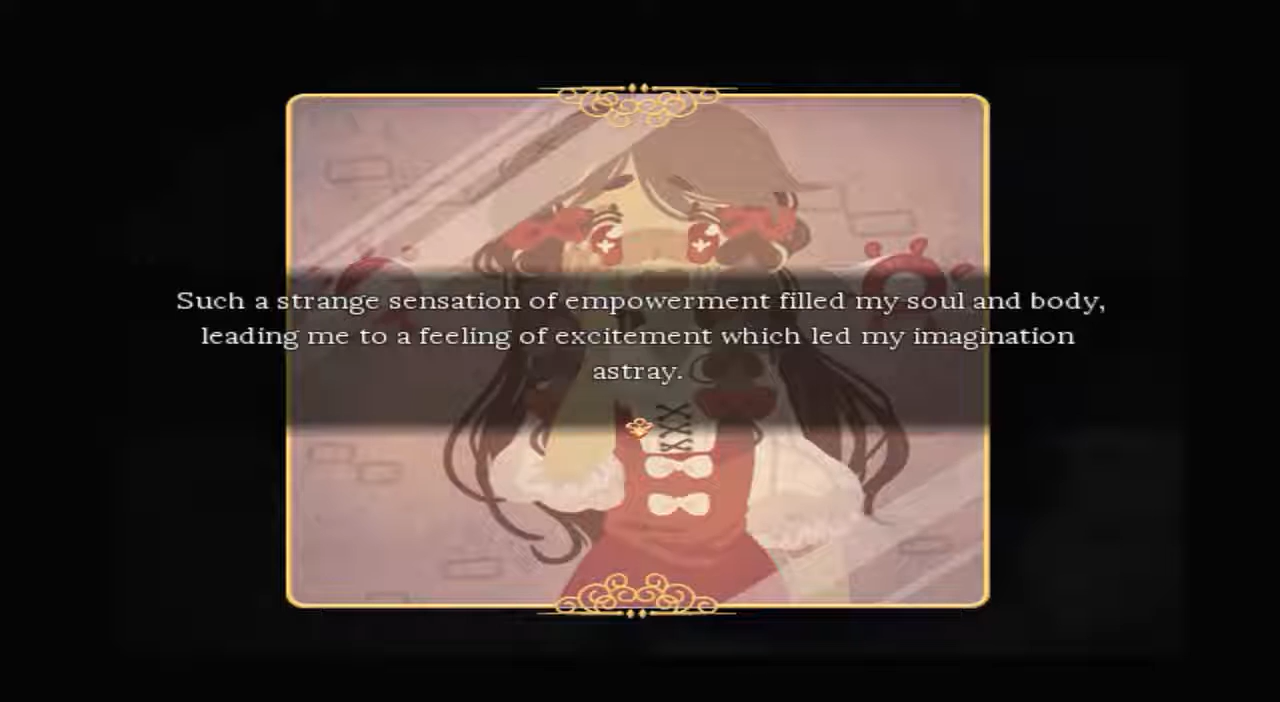 Such a strange sensation of empowerment filled my soul and body,
leading me to a feeling of excitement which led my imagination
astray.